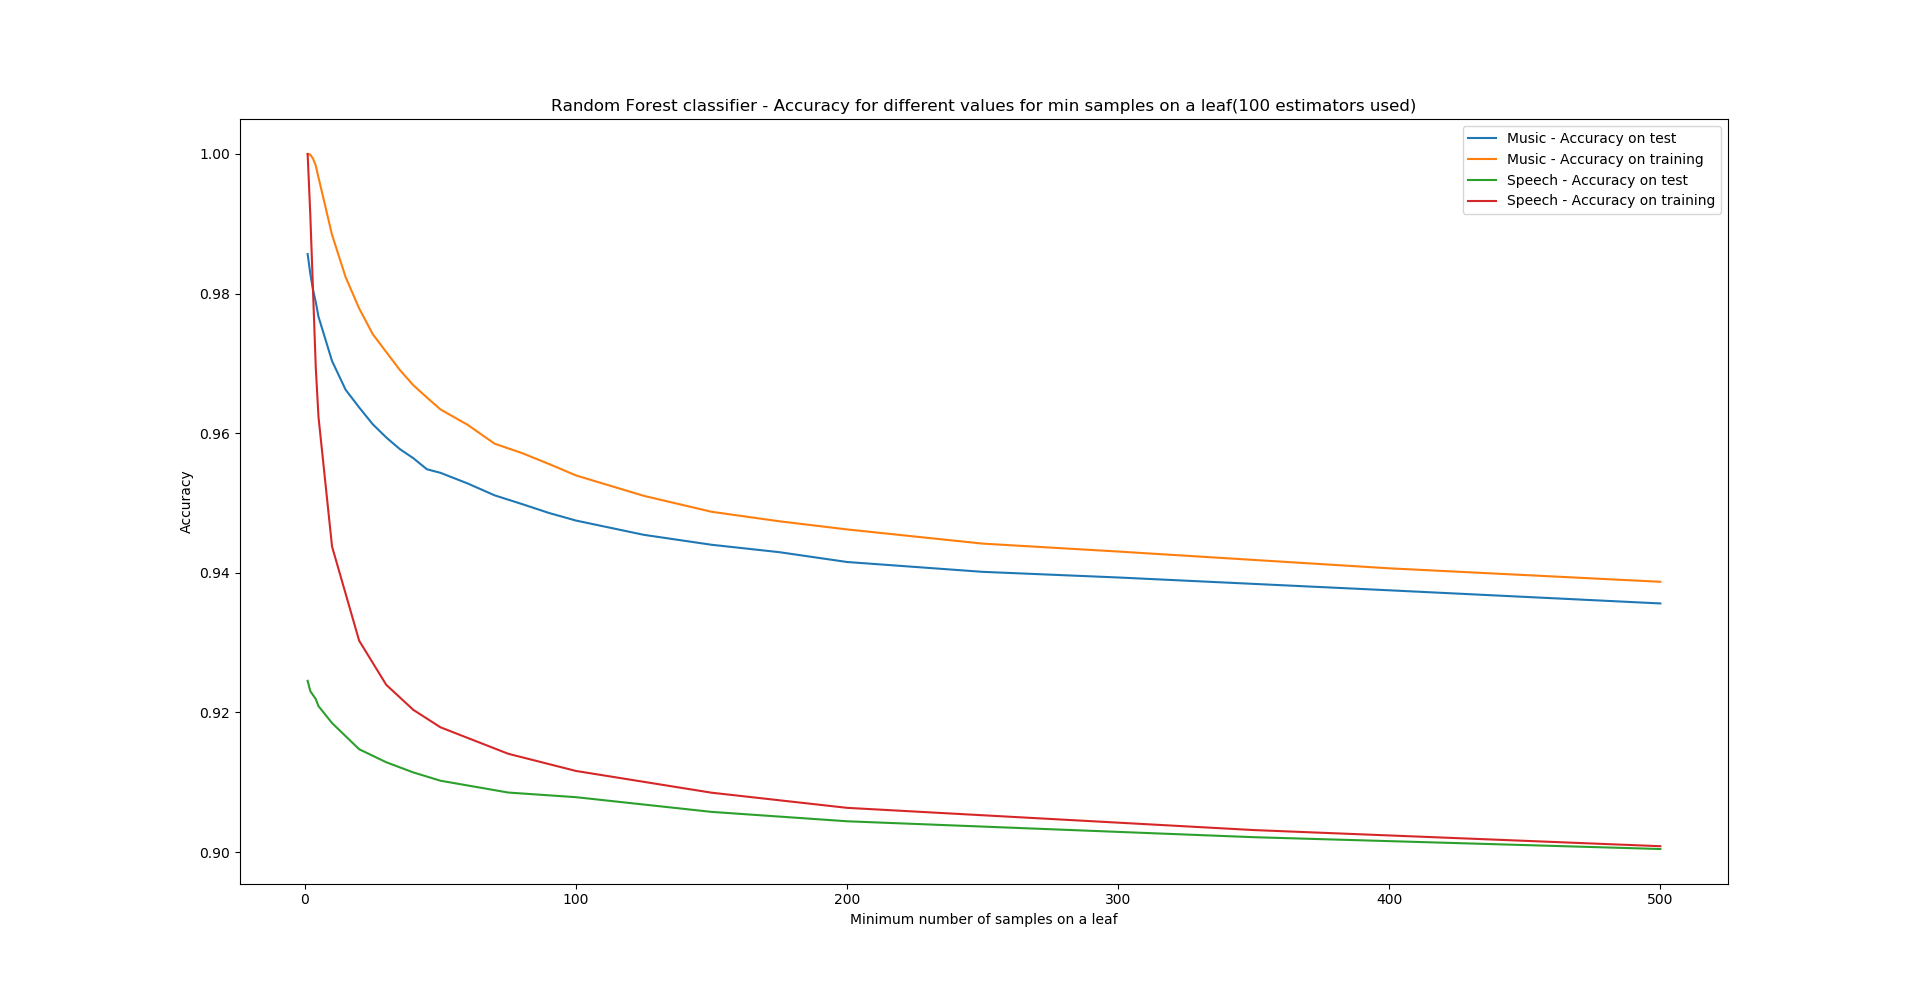 Random Forest classifier - Accuracy for different values for min samples on a leaf(100 estimators used)
Music - Accuracy on test
Music - Accuracy on training
Speech - Accuracy on test
Speech - Accuracy on training
1.00
0.98
0.96
0.94
0.92
0.90
Accuracy
0 100 200 300 400 500
Minimum number of samples on a leaf